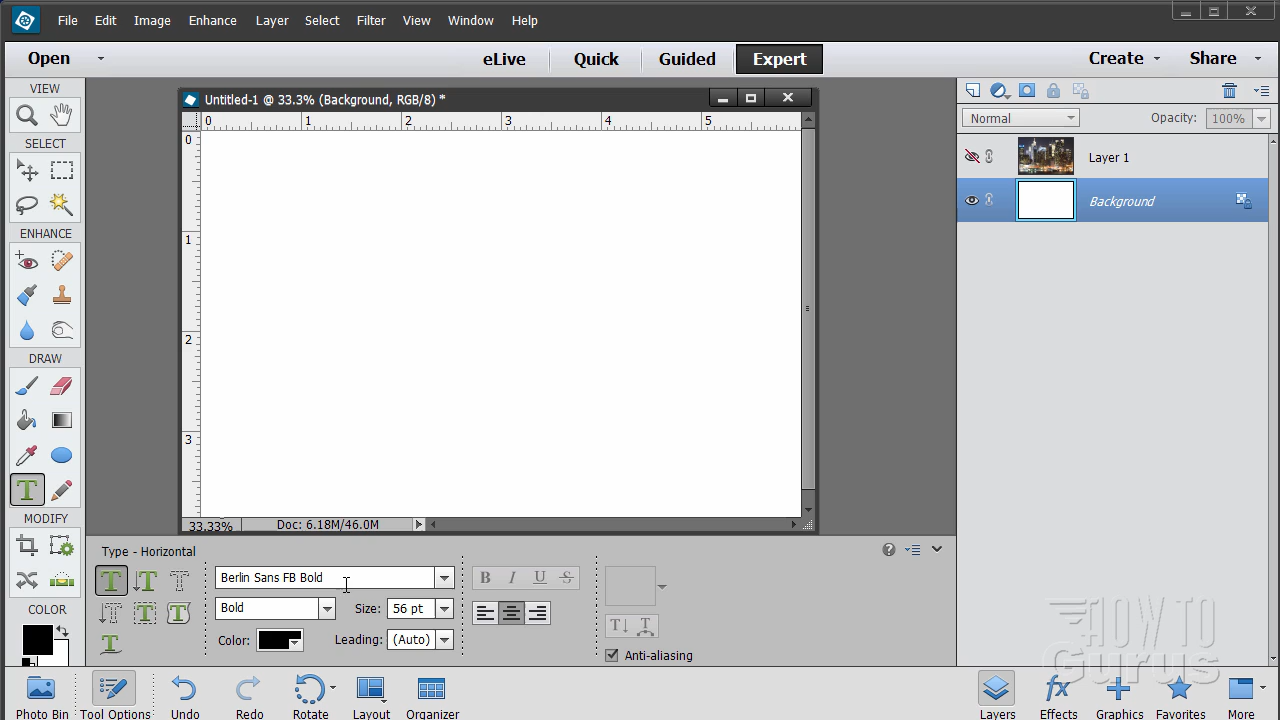 File Edit Image Enhance Layer Select Filter View Window Help
Open eLive Quick Guided Expert Create Share
VIEW
SELECT
ENHANCE
DRAW
MODIFY
COLOR
Untitled-1 @ 33.3% (Background, RGB/8) *
0 1 2 3 4 5
0
1
2
3
33.33% Doc: 6.18M/46.0M
Normal Opacity: 100%
Layer 1
Background
Type - Horizontal
Berlin Sans FB Bold
Bold Size: 56 pt
Color: Leading: (Auto)
B I U S
Anti-aliasing
HOW TO
Gurus
Photo Bin Tool Options Undo Redo Rotate Layout Organizer Layers Effects Graphics Favorites More